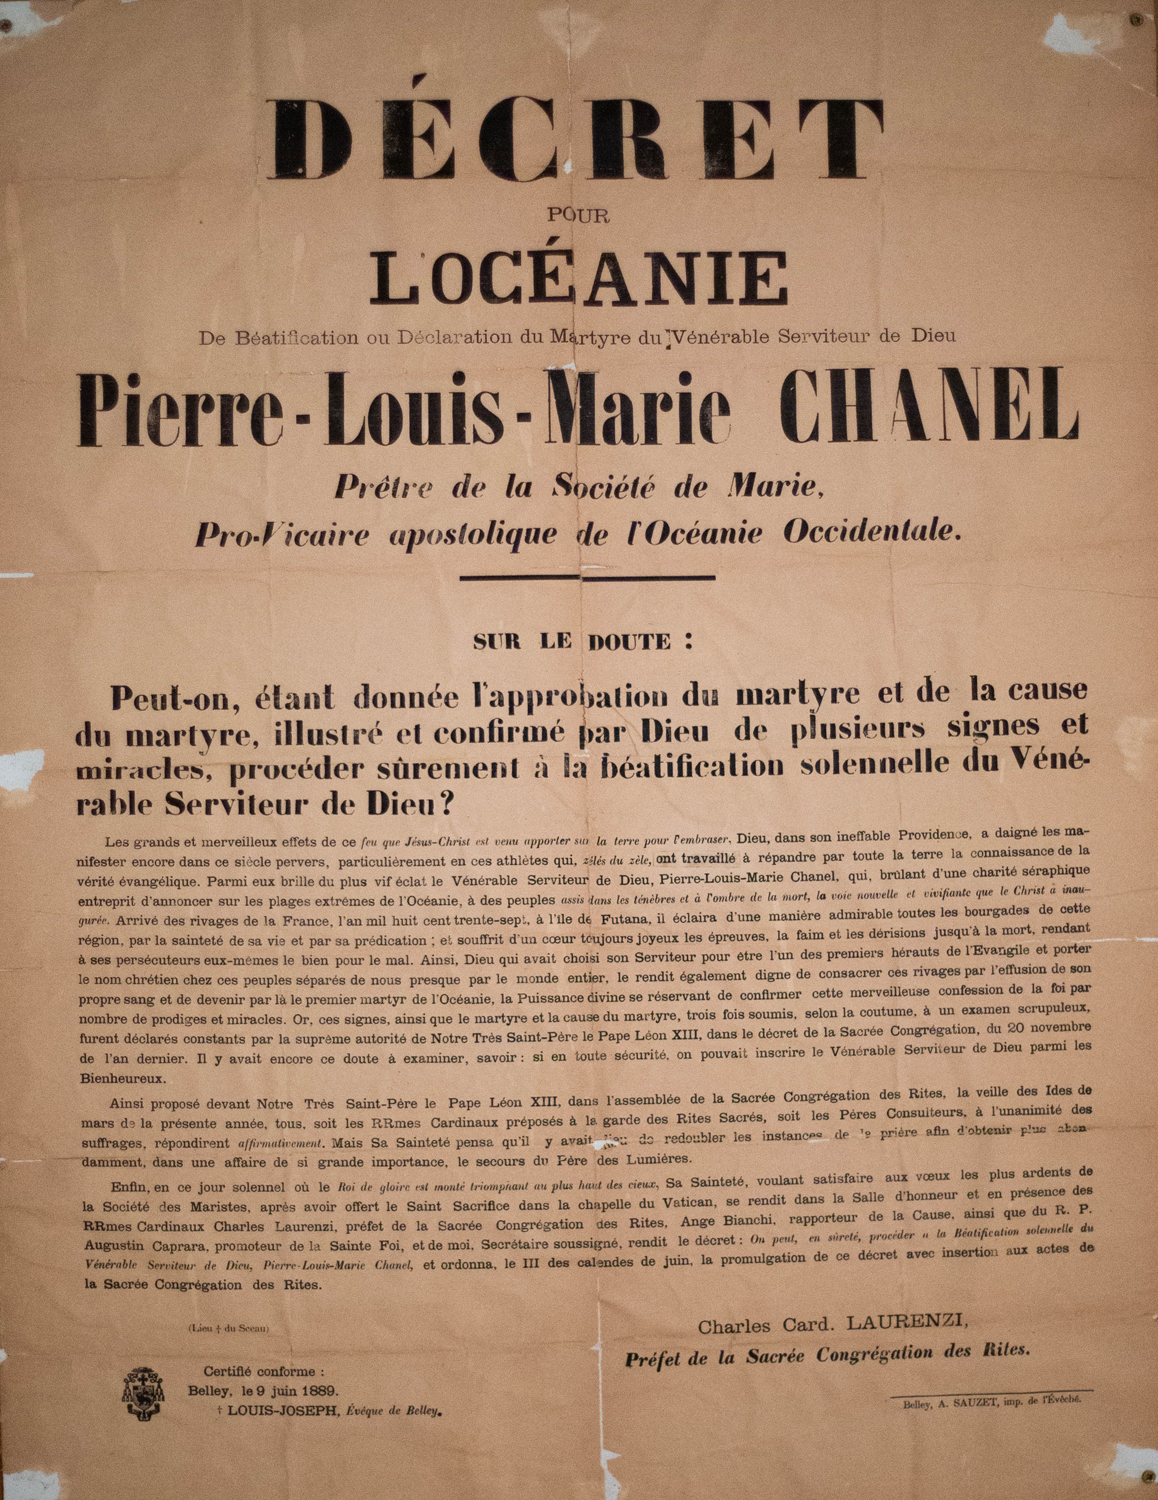 DÉCRET
POUR
L'OCÉANIE
De Béatification ou Déclaration du Martyre du Vénérable Serviteur de Dieu
Pierre-Louis-Marie CHANEL
Prêtre de la Société de Marie,
Pro-Vicaire apostolique de l'Océanie Occidentale.
SUR LE DOUTE :
Peut-on, étant donnée l'approbation du martyre et de la cause
du martyre, illustré et confirmé par Dieu de plusieurs signes et
miracles, procéder sûrement à la béatification solennelle du Véné-
rable Serviteur de Dieu ?
Les grands et merveilleux effets de ce feu que Jésus-Christ est venu apporter sur la terre pour l'embraser, Dieu, dans son ineffable Providence, a daigné les ma-
nifester encore dans ce siècle pervers, particulièrement en ces athlètes qui, zélés du zèle, ont travaillé à répandre par toute la terre la connaissance de la
vérité évangélique. Parmi eux brille du plus vif éclat le Vénérable Serviteur de Dieu, Pierre-Louis-Marie Chanel, qui, brûlant d'une charité séraphique
entreprit d'annoncer sur les plages extrêmes de l'Océanie, à des peuples assis dans les ténèbres et à l'ombre de la mort, la voie nouvelle et vivifiante que le Christ a inau-
gurée. Arrivé des rivages de la France, l'an mil huit cent trente-sept, à l'île de Futana, il éclaira d'une manière admirable toutes les bourgades de cette
région, par la sainteté de sa vie et par sa prédication ; et souffrit d'un cœur toujours joyeux les épreuves, la faim et les dérisions jusqu'à la mort, rendant
à ses persécuteurs eux-mêmes le bien pour le mal. Ainsi, Dieu qui avait choisi son Serviteur pour être l'un des premiers hérauts de l'Evangile et porter
le nom chrétien chez ces peuples séparés de nous presque par le monde entier, le rendit également digne de consacrer ces rivages par l'effusion de son
propre sang et de devenir par là le premier martyr de l'Océanie, la Puissance divine se réservant de confirmer cette merveilleuse confession de la foi par
nombre de prodiges et miracles. Or, ces signes, ainsi que le martyre et la cause du martyre, trois fois soumis, selon la coutume, à un examen scrupuleux,
furent déclarés constants par la suprême autorité de Notre Très Saint-Père le Pape Léon XIII, dans le décret de la Sacrée Congrégation, du 20 novembre
de l'an dernier. Il y avait encore ce doute à examiner, savoir : si en toute sécurité, on pouvait inscrire le Vénérable Serviteur de Dieu parmi les
Bienheureux.
Ainsi proposé devant Notre Très Saint-Père le Pape Léon XIII, dans l'assemblée de la Sacrée Congrégation des Rites, la veille des Ides de
mars de la présente année, tous, soit les RRmes Cardinaux préposés à la garde des Rites Sacrés, soit les Pères Consulteurs, à l'unanimité des
suffrages, répondirent affirmativement. Mais Sa Sainteté pensa qu'il y avait lieu de redoubler les instances de prière afin d'obtenir plus abon-
damment, dans une affaire de si grande importance, le secours du Père des Lumières.
Enfin, en ce jour solennel où le Roi de gloire est monté triomphant au plus haut des cieux, Sa Sainteté, voulant satisfaire aux vœux les plus ardents de
la Société des Maristes, après avoir offert le Saint Sacrifice dans la chapelle du Vatican, se rendit dans la Salle d'honneur et en présence des
RRmes Cardinaux Charles Laurenzi, préfet de la Sacrée Congrégation des Rites, Ange Bianchi, rapporteur de la Cause, ainsi que du R. P.
Augustin Caprara, promoteur de la Sainte Foi, et de moi, Secrétaire soussigné, rendit le décret : On peut, en sûreté, procéder à la Béatification solennelle du
Vénérable Serviteur de Dieu, Pierre-Louis-Marie Chanel, et ordonna, le III des calendes de juin, la promulgation de ce décret avec insertion aux actes de
la Sacrée Congrégation des Rites.
(Lieu † du Sceau)
Charles Card. LAURENZI,
Préfet de la Sacrée Congrégation des Rites.
Certifié conforme :
Belley, le 9 juin 1889.
† LOUIS-JOSEPH, Évêque de Belley.
Belley, A. SAUZET, imp. de l'Évêché.